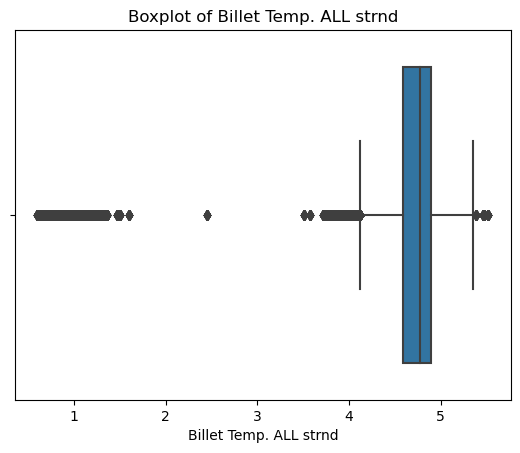 Boxplot of Billet Temp. ALL strnd
1 2 3 4 5
Billet Temp. ALL strnd